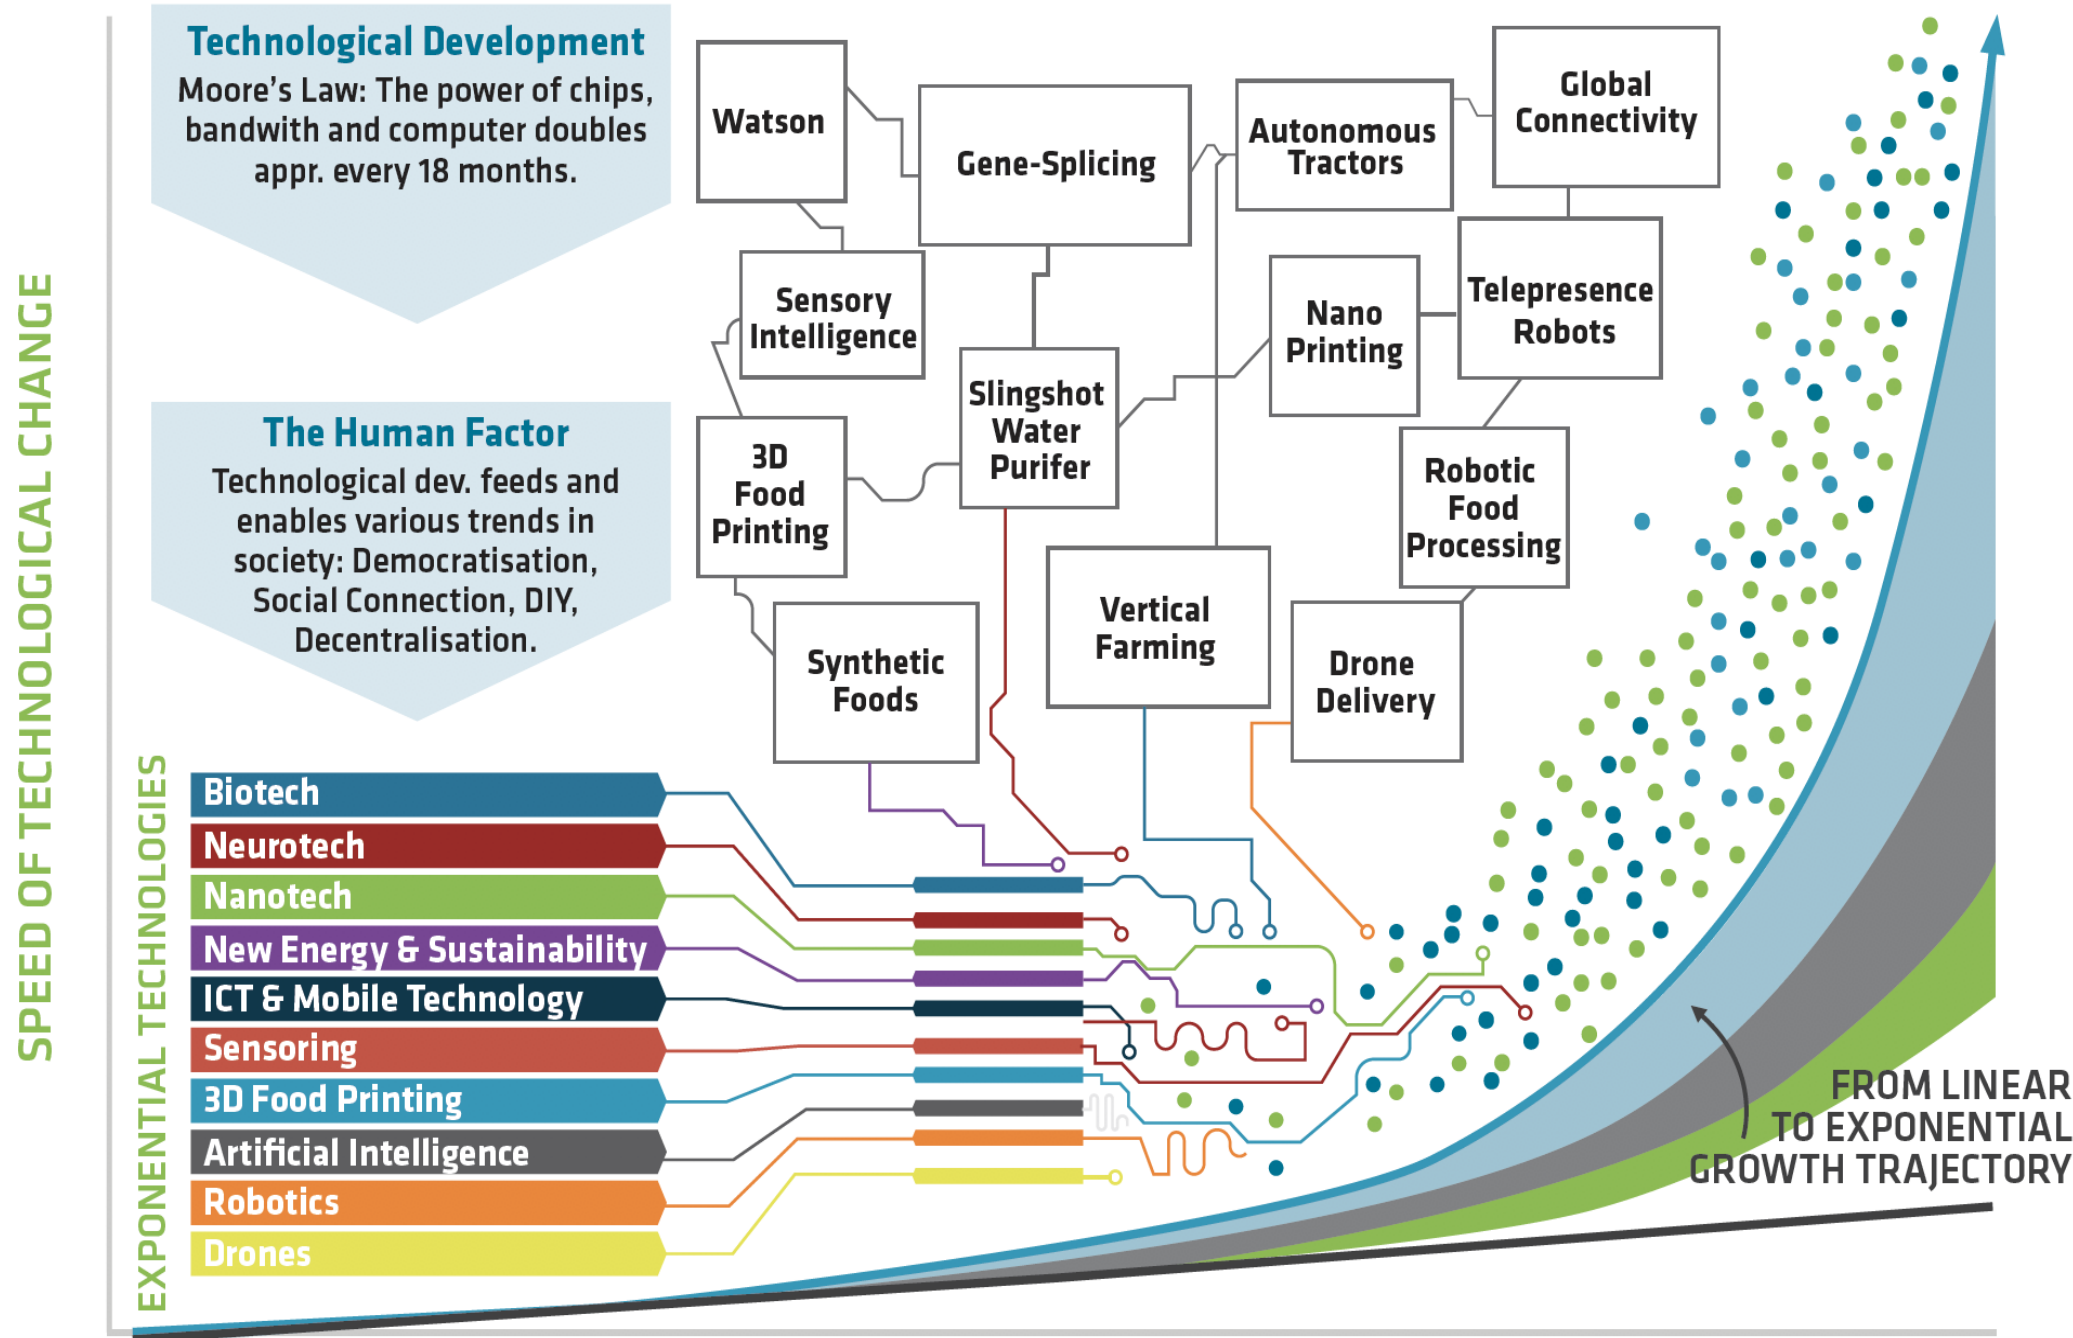 SPEED OF TECHNOLOGICAL CHANGE
Technological Development
Moore's Law: The power of chips,
bandwith and computer doubles
appr. every 18 months.
The Human Factor
Technological dev. feeds and
enables various trends in
society: Democratisation,
Social Connection, DIY,
Decentralisation.
Watson
Gene-Splicing
Autonomous
Tractors
Global
Connectivity
Sensory
Intelligence
Nano
Printing
Telepresence
Robots
Slingshot
Water
Purifer
3D
Food
Printing
Robotic
Food
Processing
Synthetic
Foods
Vertical
Farming
Drone
Delivery
EXPONENTIAL TECHNOLOGIES
Biotech
Neurotech
Nanotech
New Energy & Sustainability
ICT & Mobile Technology
Sensoring
3D Food Printing
Artificial Intelligence
Robotics
Drones
FROM LINEAR
TO EXPONENTIAL
GROWTH TRAJECTORY